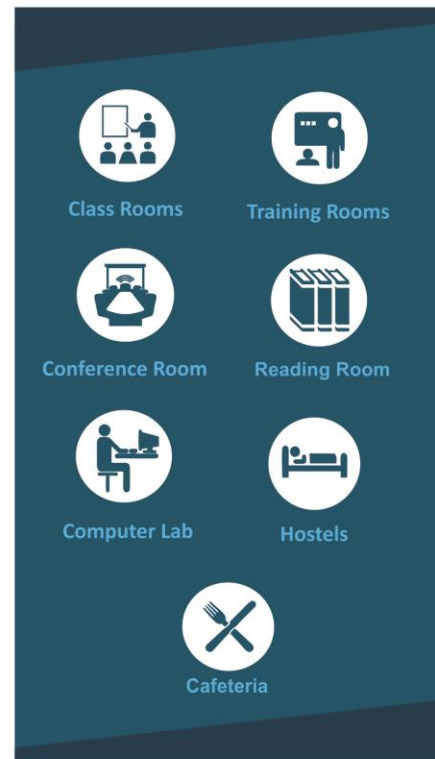 Class Rooms
Training Rooms
Conference Room
Reading Room
Computer Lab
Hostels
Cafeteria